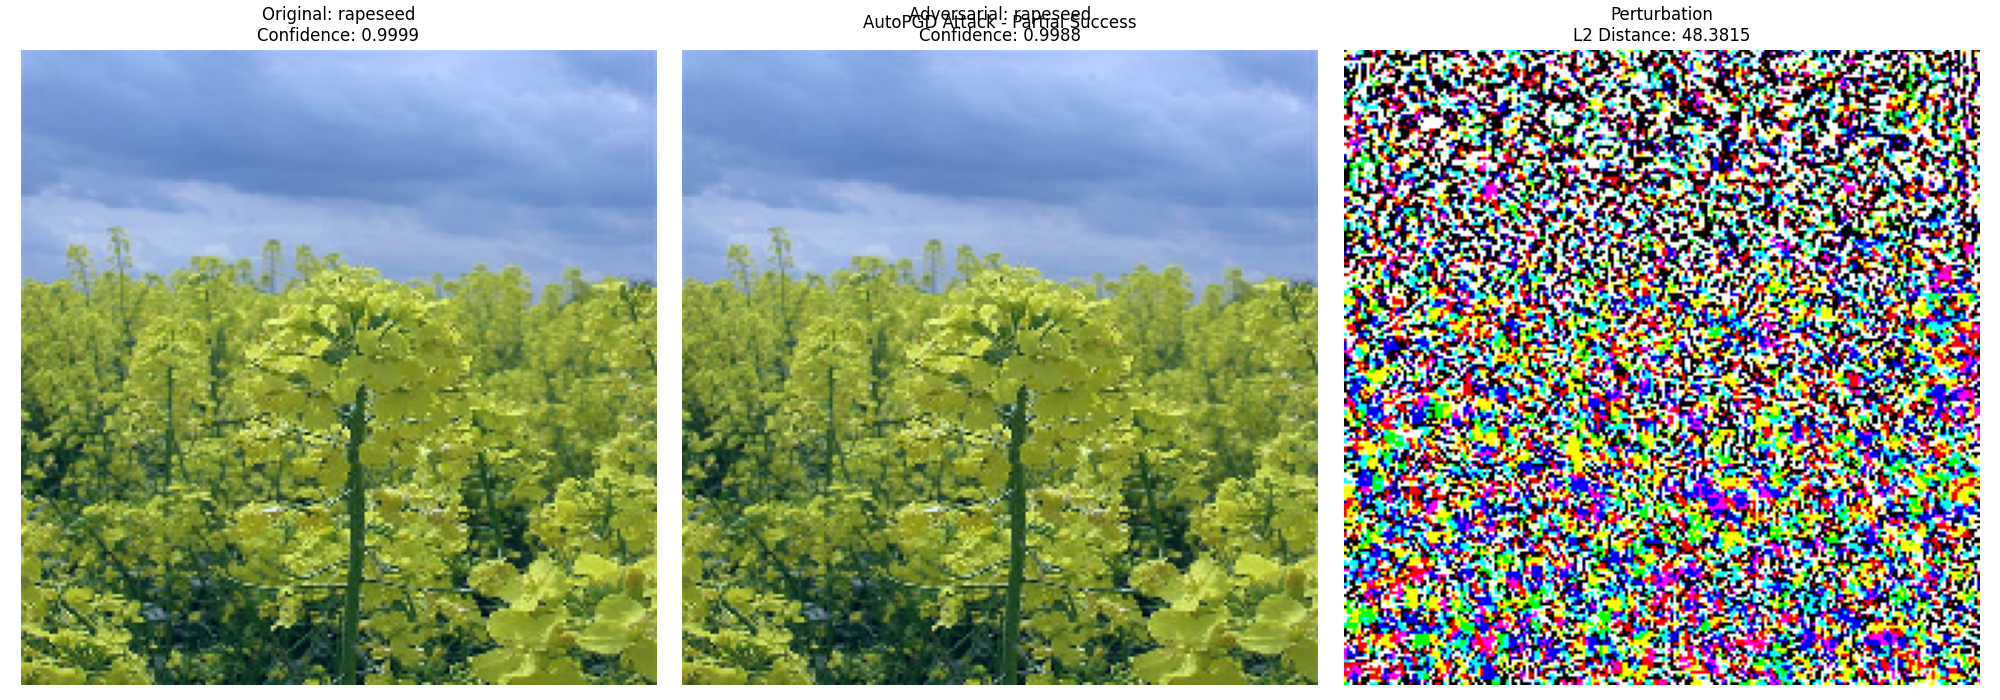 Original: rapeseed
Confidence: 0.9999
AutoPGD Attack - Partial Success
Adversarial: rapeseed
Confidence: 0.9988
Perturbation
L2 Distance: 48.3815